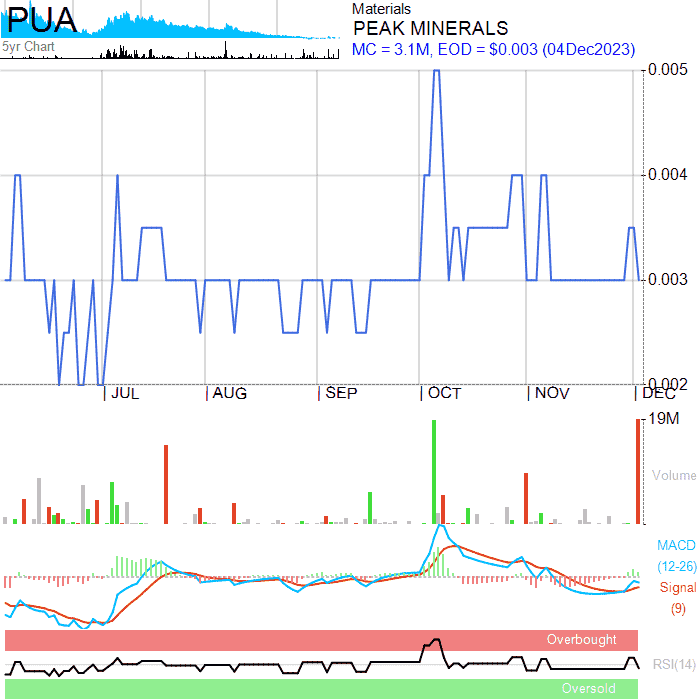 PUA
5yr Chart
Materials
PEAK MINERALS
MC = 3.1M, EOD = $0.003 (04Dec2023)
0.005
0.004
0.003
0.002
JUL AUG SEP OCT NOV DEC
19M
Volume
MACD
(12-26)
Signal
(9)
Overbought
RSI(14)
Oversold